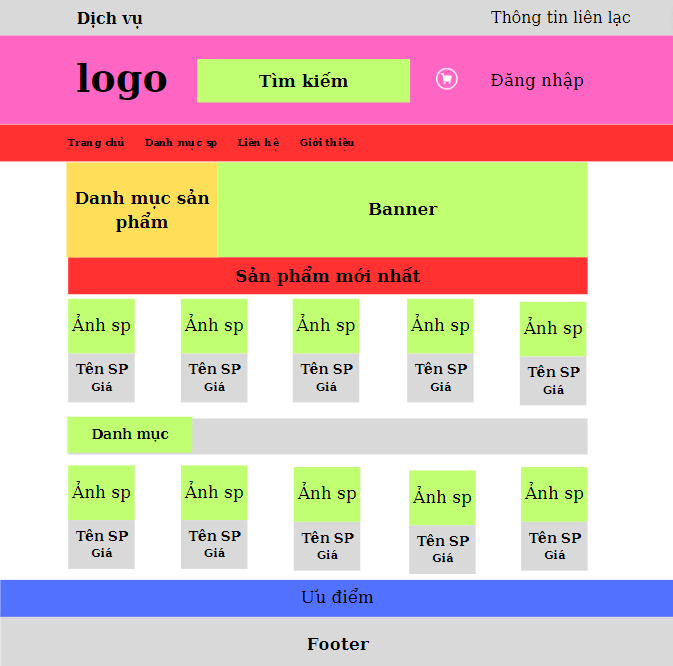 Dịch vụ
Thông tin liên lạc
logo
Tìm kiếm
Đăng nhập
Trang chủ
Danh mục sp
Liên hệ
Giới thiệu
Danh mục sản
phẩm
Banner
Sản phẩm mới nhất
Ảnh sp
Ảnh sp
Ảnh sp
Ảnh sp
Ảnh sp
Tên SP
Giá
Tên SP
Giá
Tên SP
Giá
Tên SP
Giá
Tên SP
Giá
Danh mục
Ảnh sp
Ảnh sp
Ảnh sp
Ảnh sp
Ảnh sp
Tên SP
Giá
Tên SP
Giá
Tên SP
Giá
Tên SP
Giá
Tên SP
Giá
Ưu điểm
Footer